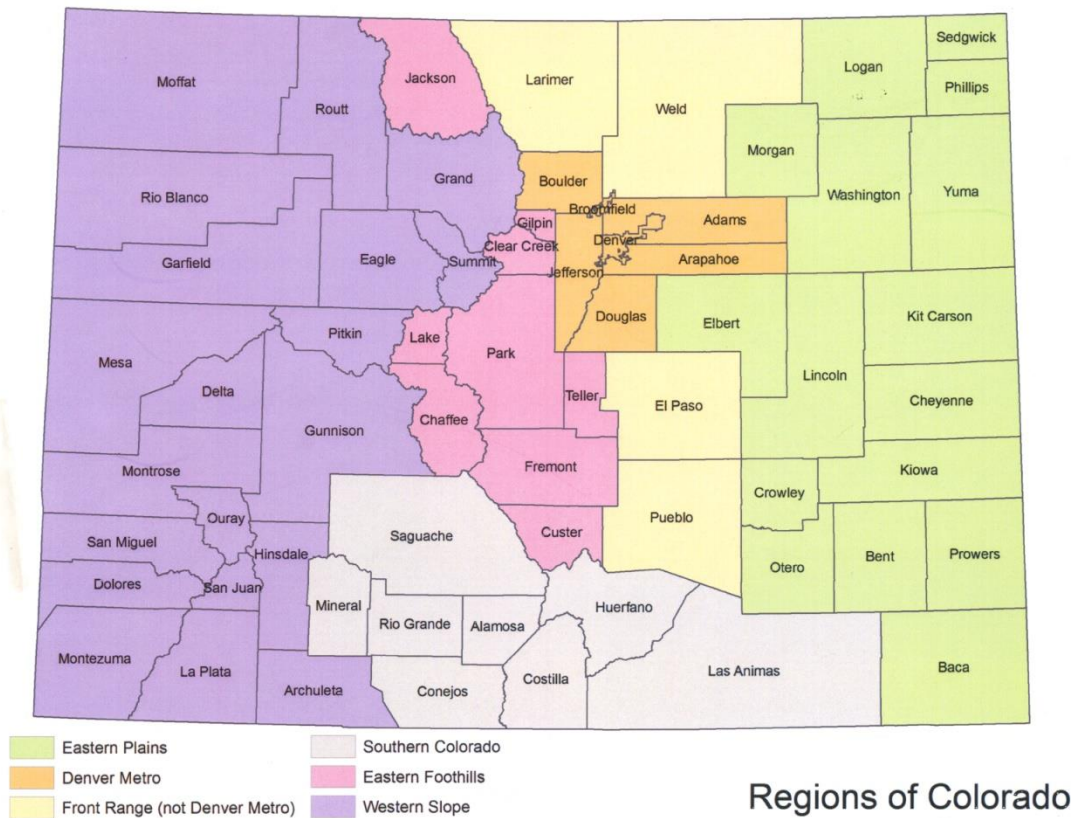 Sedgwick
Logan
Moffat
Jackson
Larimer
Phillips
Routt
Weld
Morgan
Grand
Boulder
Rio Blanco
Washington
Yuma
Broomfield
Gilpin
Adams
Denver
Clear Creek
Eagle
Summit
Arapahoe
Garfield
Jefferson
Douglas
Kit Carson
Elbert
Pitkin
Lake
Park
Mesa
Lincoln
Delta
Teller
Cheyenne
El Paso
Chaffee
Gunnison
Fremont
Montrose
Kiowa
Crowley
Ouray
Pueblo
Custer
Saguache
San Miguel
Hinsdale
Prowers
Bent
Otero
Dolores
San Juan
Mineral
Huerfano
Rio Grande
Alamosa
Montezuma
La Plata
Las Animas
Baca
Costilla
Archuleta
Conejos
Eastern Plains
Southern Colorado
Denver Metro
Eastern Foothills
Front Range (not Denver Metro)
Western Slope
Regions of Colorado